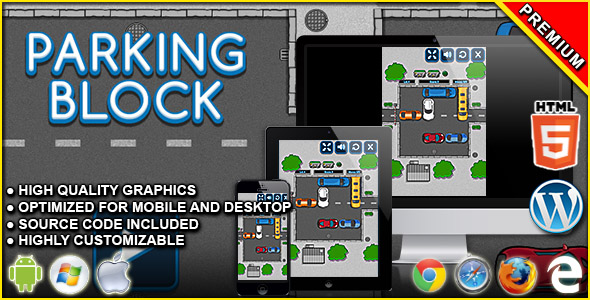 PARKING
BLOCK
PREMIUM
HTML
5
• HIGH QUALITY GRAPHICS
• OPTIMIZED FOR MOBILE AND DESKTOP
• SOURCE CODE INCLUDED
• HIGHLY CUSTOMIZABLE